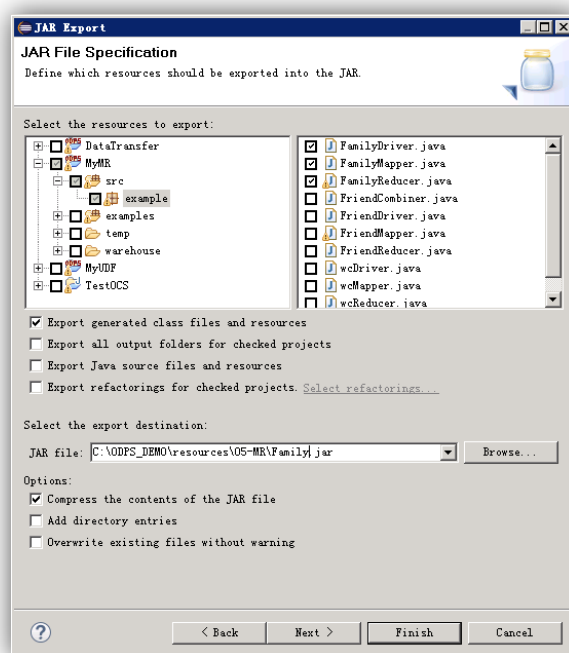 JAR Export
JAR File Specification
Define which resources should be exported into the JAR.
Select the resources to export:
DataTransfer
MyMR
src
example
examples
temp
warehouse
MyUDF
TestOCS
FamilyDriver.java
FamilyMapper.java
FamilyReducer.java
FriendCombiner.java
FriendDriver.java
FriendMapper.java
FriendReducer.java
wcDriver.java
wcMapper.java
wcReducer.java
Export generated class files and resources
Export all output folders for checked projects
Export Java source files and resources
Export refactorings for checked projects. Select refactorings...
Select the export destination:
JAR file: C:\ODPS_DEMO\resources\05-MR\Family.jar Browse...
Options:
Compress the contents of the JAR file
Add directory entries
Overwrite existing files without warning
? < Back Next > Finish Cancel